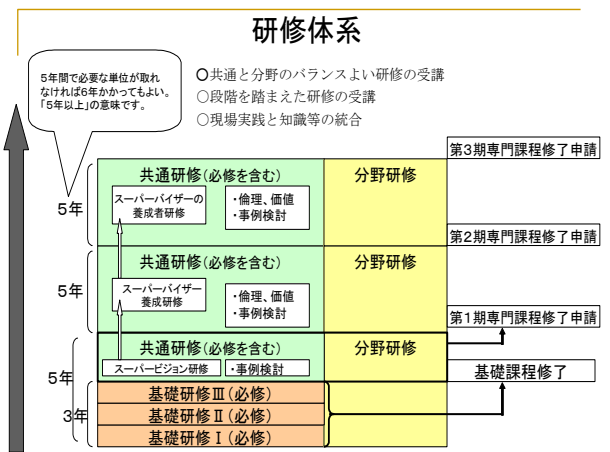 研修体系
5年間で必要な単位が取れ
なければ6年かかってもよい。
「5年以上」の意味です。
○共通と分野のバランスよい研修の受講
○段階を踏まえた研修の受講
○現場実践と知識等の統合
第3期専門課程修了申請
共通研修(必修を含む)
分野研修
スーパーバイザーの
養成者研修
・倫理、価値
・事例検討
5年
第2期専門課程修了申請
共通研修(必修を含む)
分野研修
スーパーバイザー
養成研修
・倫理、価値
・事例検討
5年
第1期専門課程修了申請
共通研修(必修を含む)
分野研修
スーパービジョン研修
・事例検討
5年
基礎課程修了
基礎研修Ⅲ(必修)
3年
基礎研修Ⅱ(必修)
基礎研修Ⅰ(必修)